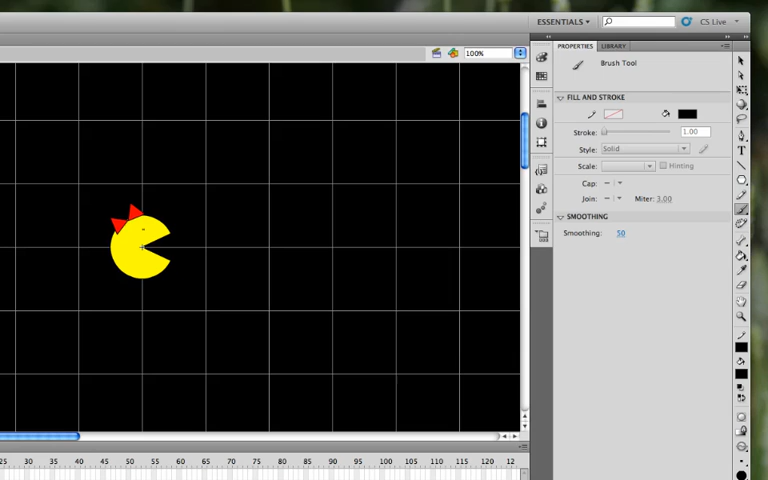 ESSENTIALS
CS Live
100%
PROPERTIES LIBRARY
Brush Tool
FILL AND STROKE
Stroke: 1.00
Style: Solid
Scale: Hinting
Cap:
Join: Miter: 3.00
SMOOTHING
Smoothing: 50
25 30 35 40 45 50 55 60 65 70 75 80 85 90 95 100 105 110 115 120 12